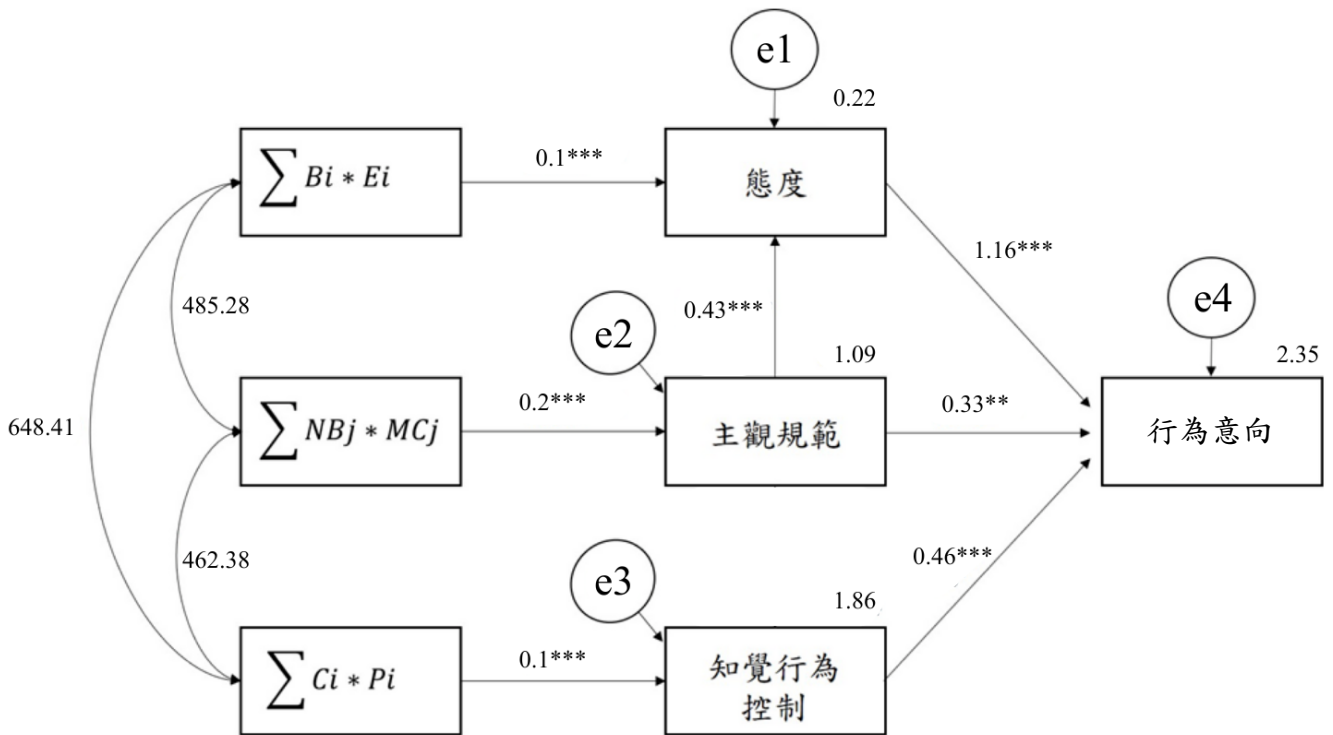 e1
0.22
∑ Bi * Ei
0.1***
態度
1.16***
485.28
0.43***
e2
e4
1.09
2.35
648.41
∑ NBj * MCj
0.2***
主觀規範
0.33**
行為意向
462.38
0.46***
e3
1.86
∑ Ci * Pi
0.1***
知覺行為
控制